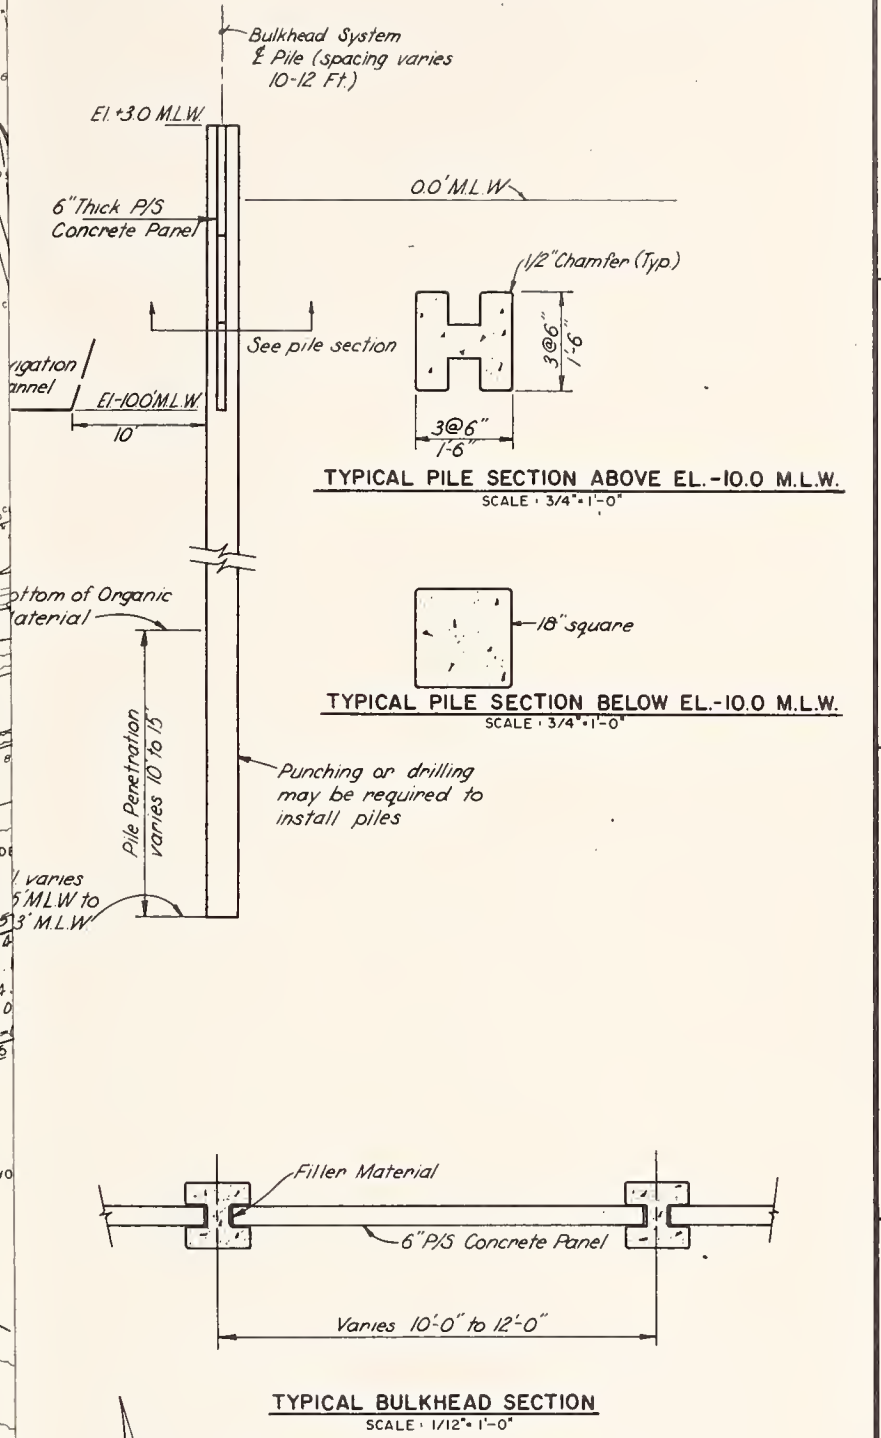 Bulkhead System
℄ Pile (spacing varies
10-12 Ft.)
El. +3.0 M.L.W.
0.0' M.L.W.
6" Thick P/S
Concrete Panel
1/2" Chamfer (Typ.)
3@6"
1'-6"
See pile section
El.-10.0' M.L.W.
10'
3@6"
1'-6"
TYPICAL PILE SECTION ABOVE EL.-10.0 M.L.W.
SCALE : 3/4"=1'-0"
18" square
TYPICAL PILE SECTION BELOW EL.-10.0 M.L.W.
SCALE : 3/4"=1'-0"
of Organic
Pile Penetration
varies 10' to 15'
Punching or drilling
may be required to
install piles
varies
M.L.W. to
3' M.L.W.
Filler Material
6" P/S Concrete Panel
Varies 10'-0" to 12'-0"
TYPICAL BULKHEAD SECTION
SCALE : 1/12"= 1'-0"